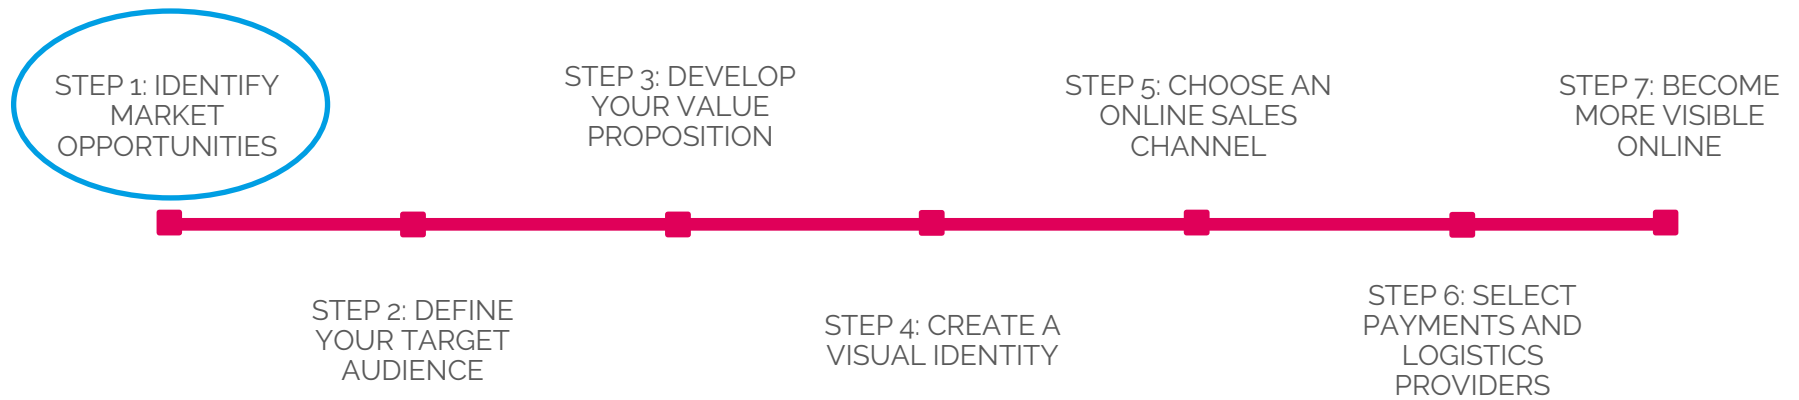 STEP 1: IDENTIFY
MARKET
OPPORTUNITIES
STEP 2: DEFINE
YOUR TARGET
AUDIENCE
STEP 3: DEVELOP
YOUR VALUE
PROPOSITION
STEP 4: CREATE A
VISUAL IDENTITY
STEP 5: CHOOSE AN
ONLINE SALES
CHANNEL
STEP 6: SELECT
PAYMENTS AND
LOGISTICS
PROVIDERS
STEP 7: BECOME
MORE VISIBLE
ONLINE